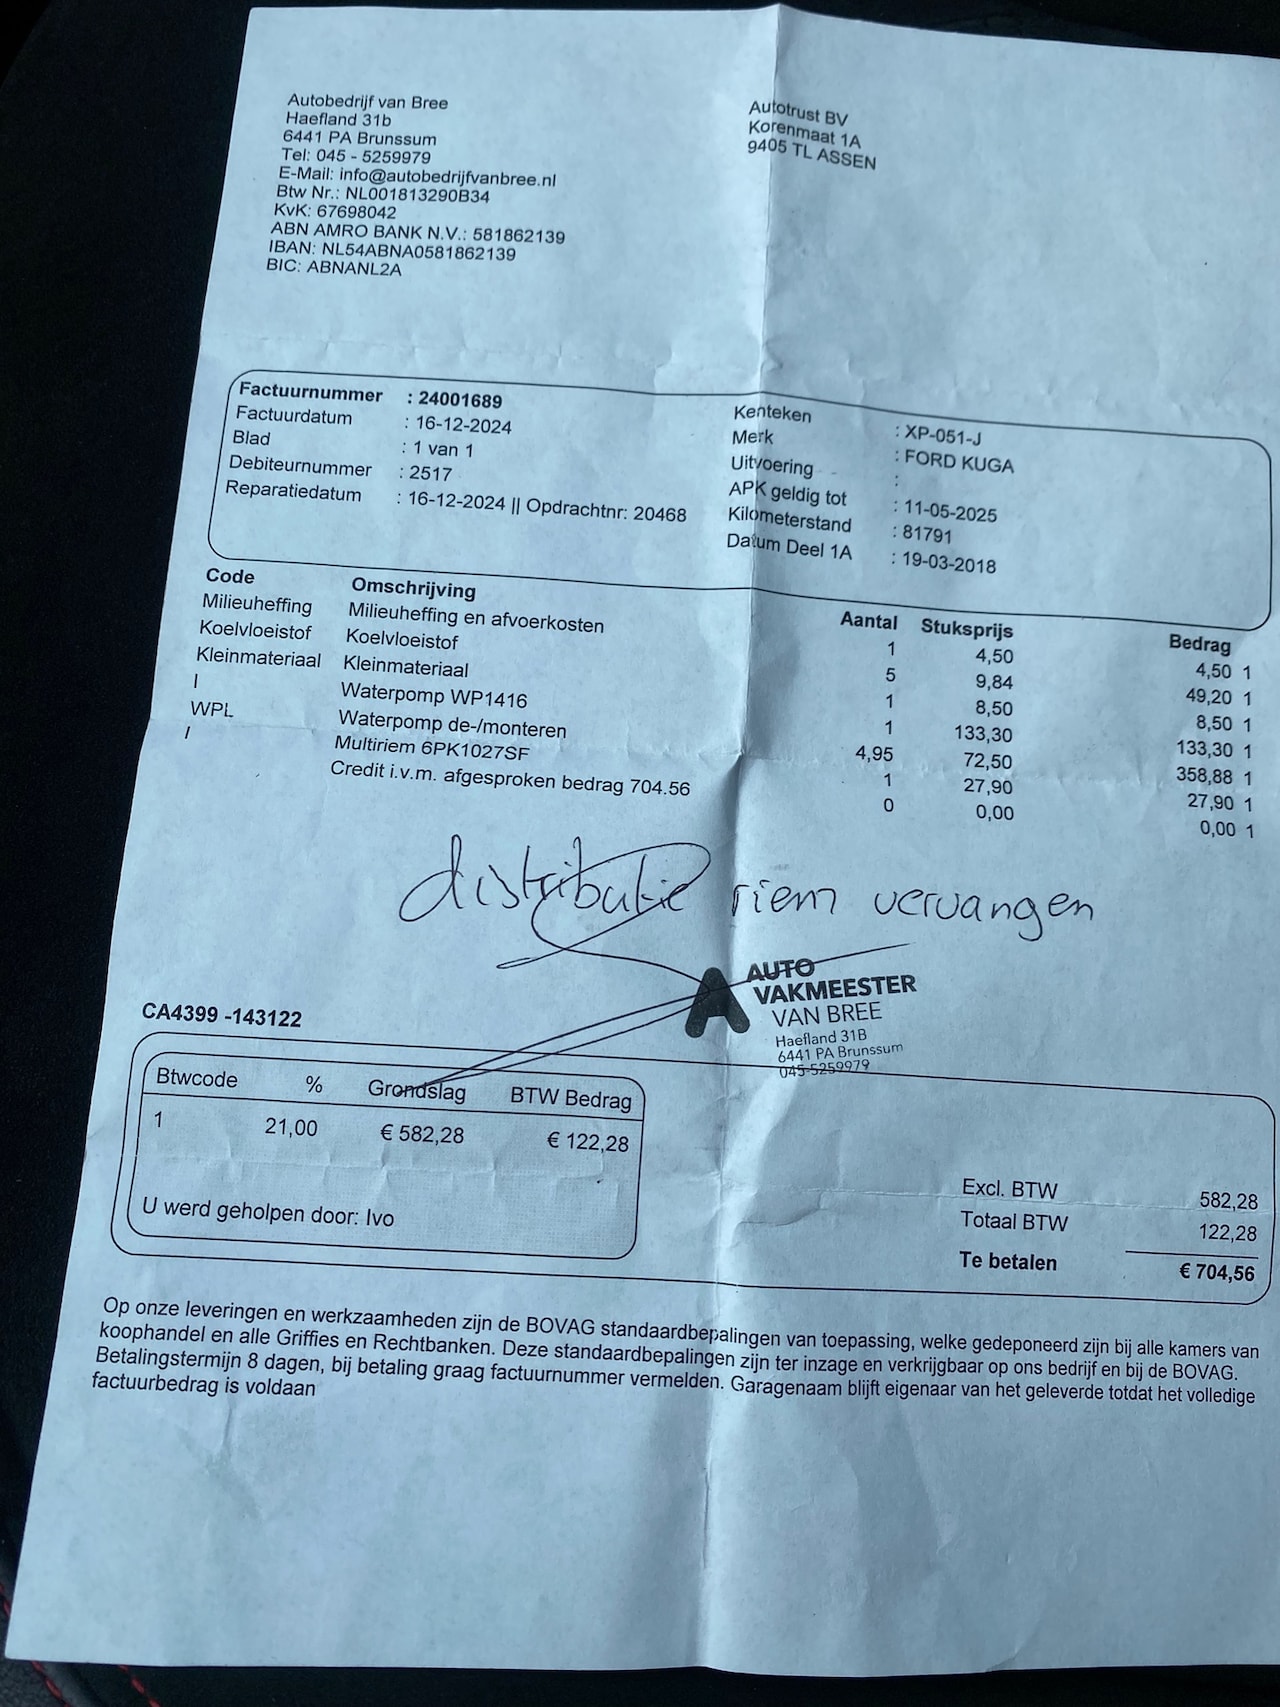 Autobedrijf van Bree
Haefland 31b
6441 PA Brunssum
Tel: 045 - 5259979
E-Mail: info@autobedrijfvanbree.nl
Btw Nr.: NL001813290B34
KvK: 67698042
ABN AMRO BANK N.V.: 581862139
IBAN: NL54ABNA0581862139
BIC: ABNANL2A
Autotrust BV
Korenmaat 1A
9405 TL ASSEN
Factuurnummer : 24001689
Factuurdatum : 16-12-2024
Blad : 1 van 1
Debiteurnummer : 2517
Reparatiedatum : 16-12-2024 || Opdrachtnr: 20468
Kenteken : XP-051-J
Merk : FORD KUGA
Uitvoering :
APK geldig tot : 11-05-2025
Kilometerstand : 81791
Datum Deel 1A : 19-03-2018
Code Omschrijving Aantal Stuksprijs Bedrag
Milieuheffing Milieuheffing en afvoerkosten 1 4,50 4,50 1
Koelvloeistof Koelvloeistof 5 9,84 49,20 1
Kleinmateriaal Kleinmateriaal 1 8,50 8,50 1
I Waterpomp WP1416 1 133,30 133,30 1
WPL Waterpomp de-/monteren 4,95 72,50 358,88 1
I Multiriem 6PK1027SF 1 27,90 27,90 1
Credit i.v.m. afgesproken bedrag 704.56 0 0,00 0,00 1
distributie riem vervangen
A AUTO
VAKMEESTER
VAN BREE
Haefland 31B
6441 PA Brunssum
045-5259979
CA4399 -143122
Btwcode % Grondslag BTW Bedrag
1 21,00 € 582,28 € 122,28
U werd geholpen door: Ivo
Excl. BTW 582,28
Totaal BTW 122,28
Te betalen € 704,56
Op onze leveringen en werkzaamheden zijn de BOVAG standaardbepalingen van toepassing, welke gedeponeerd zijn bij alle kamers van
koophandel en alle Griffies en Rechtbanken. Deze standaardbepalingen zijn ter inzage en verkrijgbaar op ons bedrijf en bij de BOVAG.
Betalingstermijn 8 dagen, bij betaling graag factuurnummer vermelden. Garagenaam blijft eigenaar van het geleverde totdat het volledige
factuurbedrag is voldaan